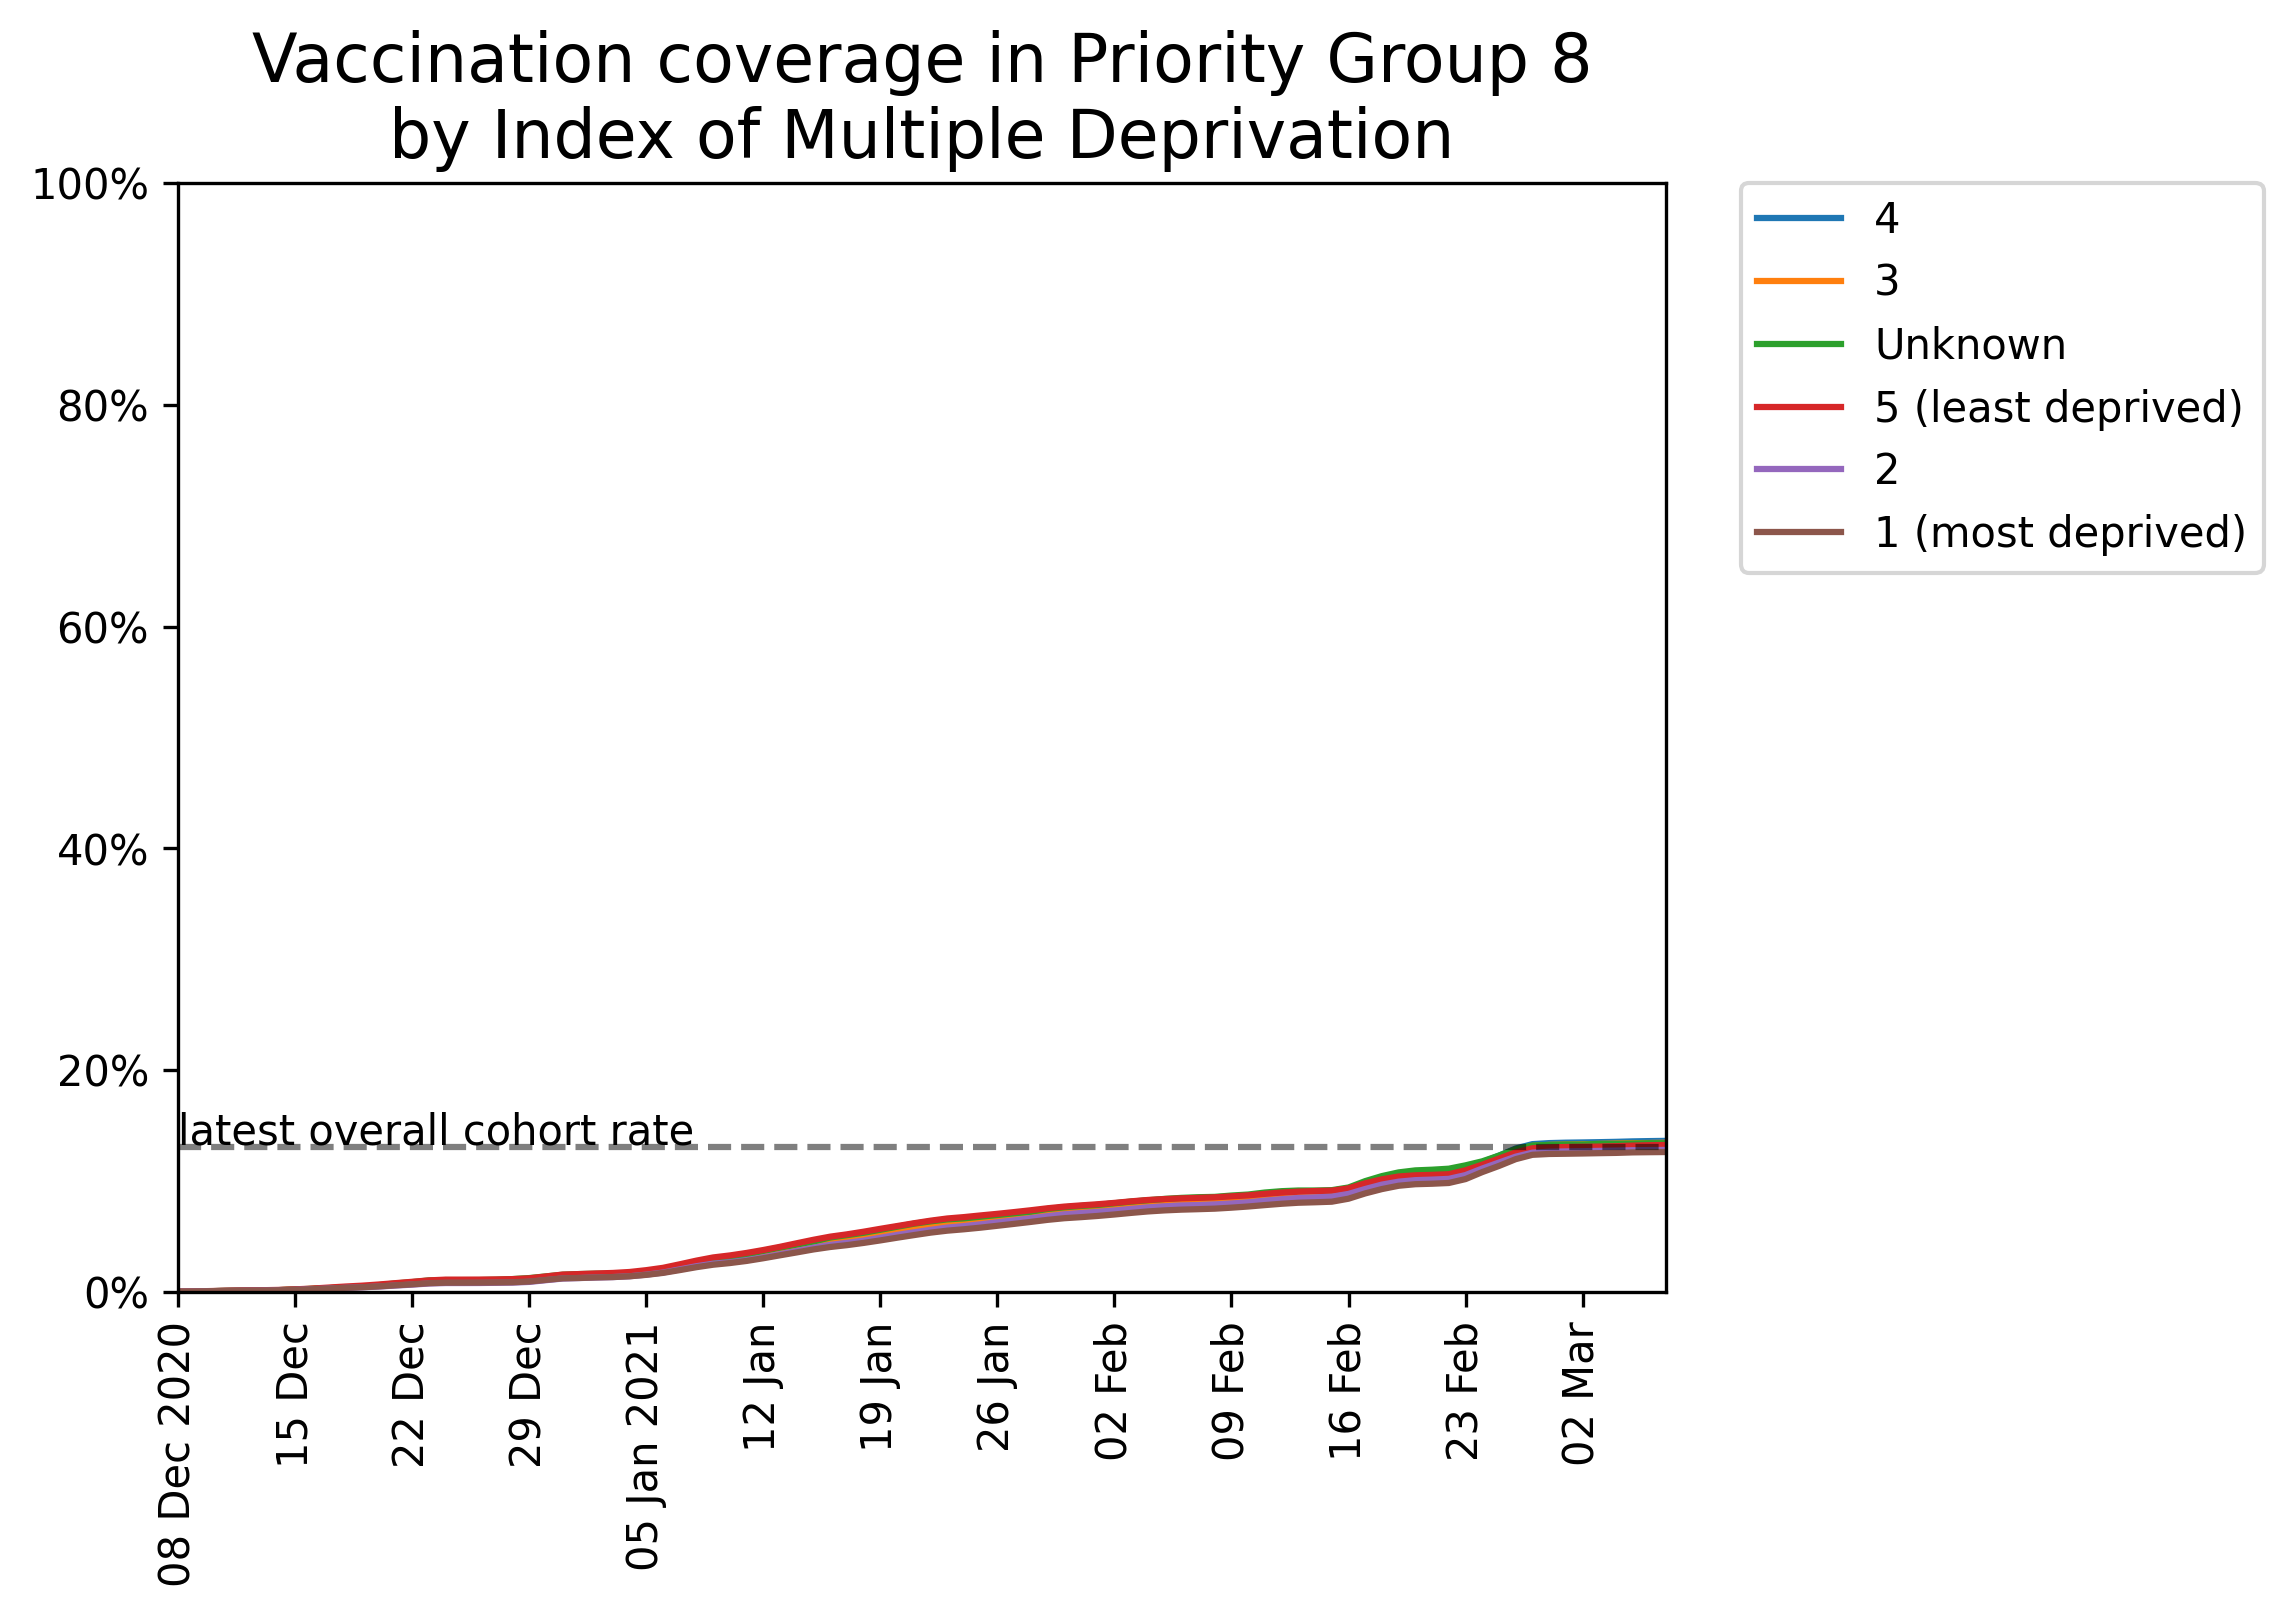 Vaccination coverage in Priority Group 8
by Index of Multiple Deprivation
100%
80%
60%
40%
20%
0%
latest overall cohort rate
08 Dec 2020
15 Dec
22 Dec
29 Dec
05 Jan 2021
12 Jan
19 Jan
26 Jan
02 Feb
09 Feb
16 Feb
23 Feb
02 Mar
4
3
Unknown
5 (least deprived)
2
1 (most deprived)